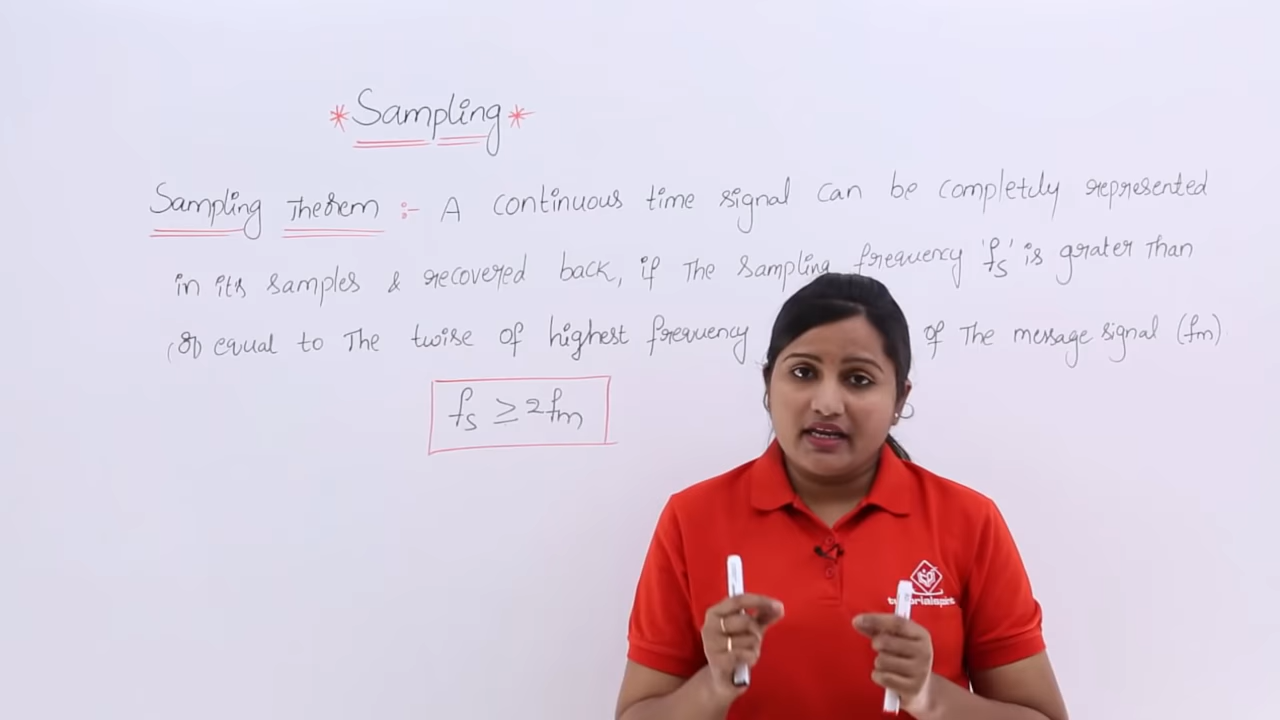 * Sampling *
Sampling Theorem :- A continuous time signal can be completely represented
in its samples & recovered back, if The Sampling frequency 'fs' is grater Than
(or) equal to The twise of highest frequency of The message signal (fm)
fs ≥ 2fm
tutorialspoint